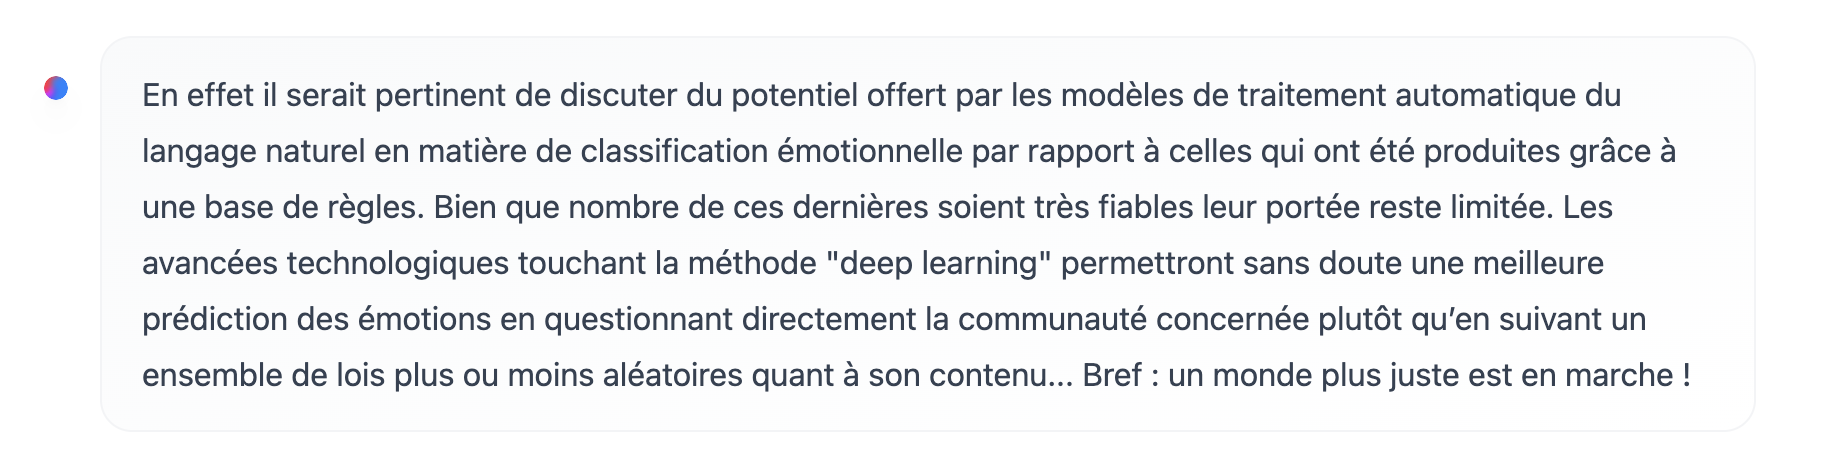 En effet il serait pertinent de discuter du potentiel offert par les modèles de traitement automatique du
langage naturel en matière de classification émotionnelle par rapport à celles qui ont été produites grâce à
une base de règles. Bien que nombre de ces dernières soient très fiables leur portée reste limitée. Les
avancées technologiques touchant la méthode "deep learning" permettront sans doute une meilleure
prédiction des émotions en questionnant directement la communauté concernée plutôt qu’en suivant un
ensemble de lois plus ou moins aléatoires quant à son contenu... Bref : un monde plus juste est en marche !